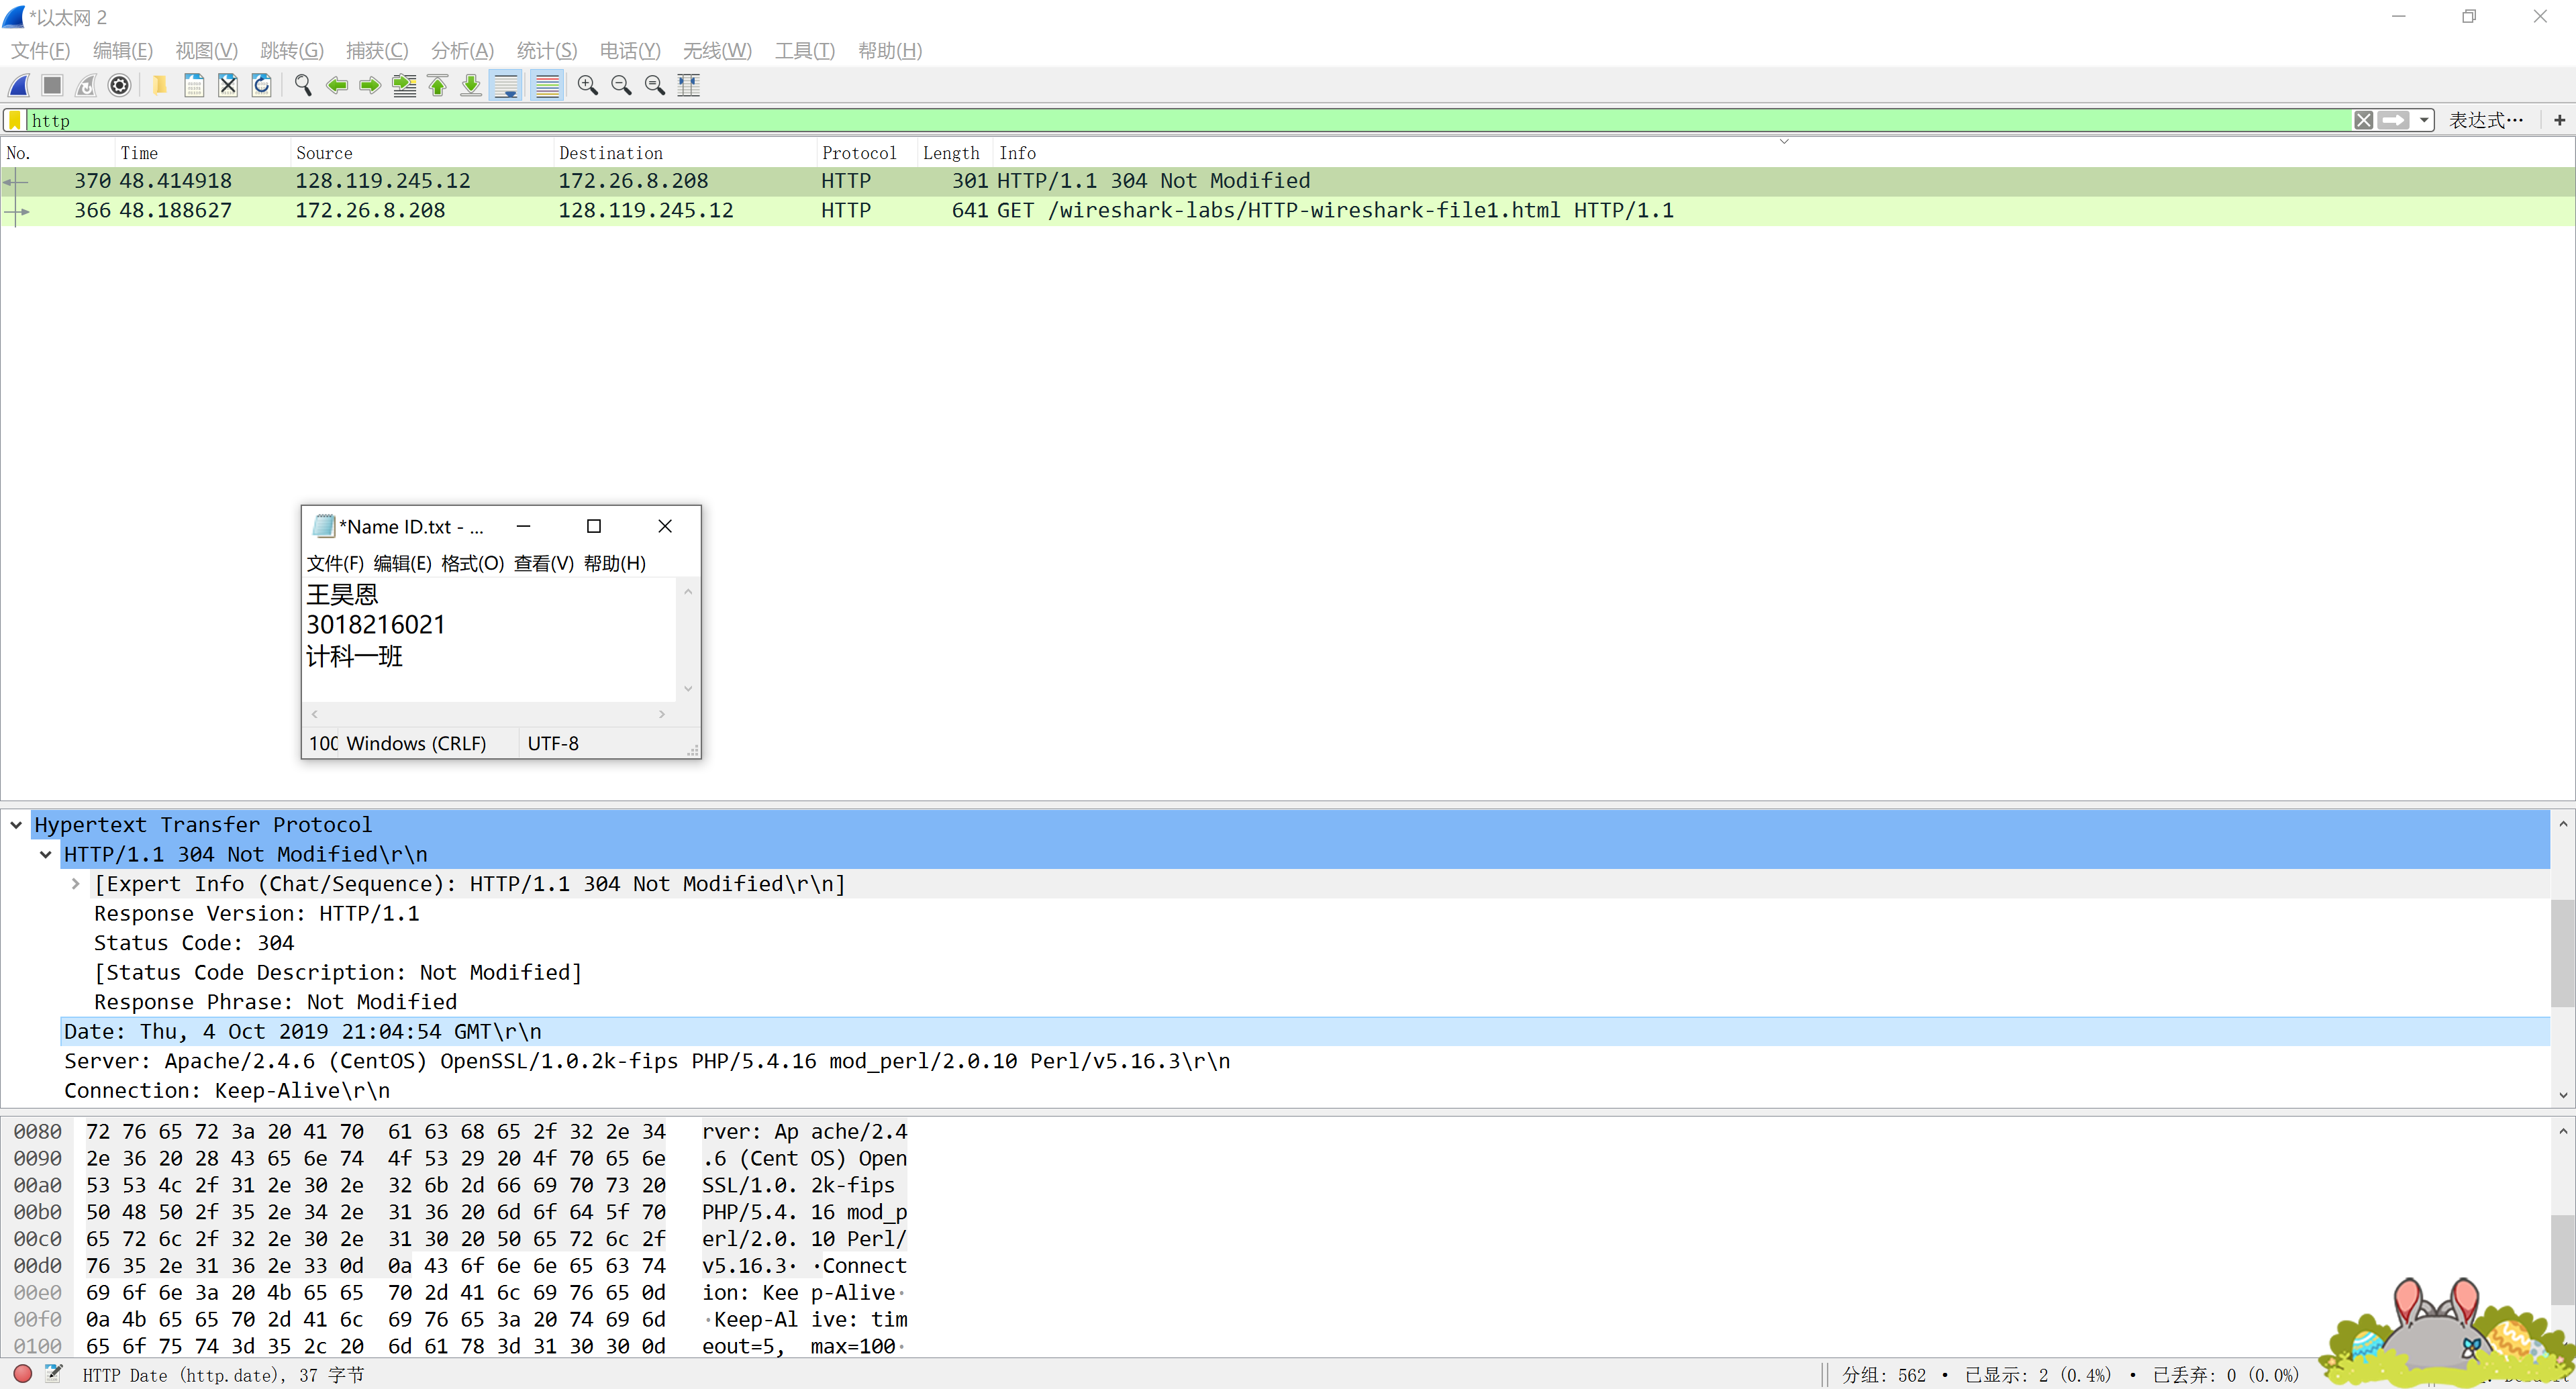 *以太网 2
文件(F) 编辑(E) 视图(V) 跳转(G) 捕获(C) 分析(A) 统计(S) 电话(Y) 无线(W) 工具(T) 帮助(H)
http 表达式… +
No. Time Source Destination Protocol Length Info
370 48.414918 128.119.245.12 172.26.8.208 HTTP 301 HTTP/1.1 304 Not Modified
366 48.188627 172.26.8.208 128.119.245.12 HTTP 641 GET /wireshark-labs/HTTP-wireshark-file1.html HTTP/1.1
*Name ID.txt - ...
文件(F) 编辑(E) 格式(O) 查看(V) 帮助(H)
王昊恩
3018216021
计科一班
100 Windows (CRLF) UTF-8
Hypertext Transfer Protocol
HTTP/1.1 304 Not Modified\r\n
[Expert Info (Chat/Sequence): HTTP/1.1 304 Not Modified\r\n]
Response Version: HTTP/1.1
Status Code: 304
[Status Code Description: Not Modified]
Response Phrase: Not Modified
Date: Thu, 4 Oct 2019 21:04:54 GMT\r\n
Server: Apache/2.4.6 (CentOS) OpenSSL/1.0.2k-fips PHP/5.4.16 mod_perl/2.0.10 Perl/v5.16.3\r\n
Connection: Keep-Alive\r\n
0080 72 76 65 72 3a 20 41 70 61 63 68 65 2f 32 2e 34 rver: Ap ache/2.4
0090 2e 36 20 28 43 65 6e 74 4f 53 29 20 4f 70 65 6e .6 (Cent OS) Open
00a0 53 53 4c 2f 31 2e 30 2e 32 6b 2d 66 69 70 73 20 SSL/1.0. 2k-fips
00b0 50 48 50 2f 35 2e 34 2e 31 36 20 6d 6f 64 5f 70 PHP/5.4. 16 mod_p
00c0 65 72 6c 2f 32 2e 30 2e 31 30 20 50 65 72 6c 2f erl/2.0. 10 Perl/
00d0 76 35 2e 31 36 2e 33 0d 0a 43 6f 6e 6e 65 63 74 v5.16.3· ·Connect
00e0 69 6f 6e 3a 20 4b 65 65 70 2d 41 6c 69 76 65 0d ion: Kee p-Alive·
00f0 0a 4b 65 65 70 2d 41 6c 69 76 65 3a 20 74 69 6d ·Keep-Al ive: tim
0100 65 6f 75 74 3d 35 2c 20 6d 61 78 3d 31 30 30 0d eout=5, max=100·
HTTP Date (http.date), 37 字节 分组: 562 · 已显示: 2 (0.4%) · 已丢弃: 0 (0.0%)